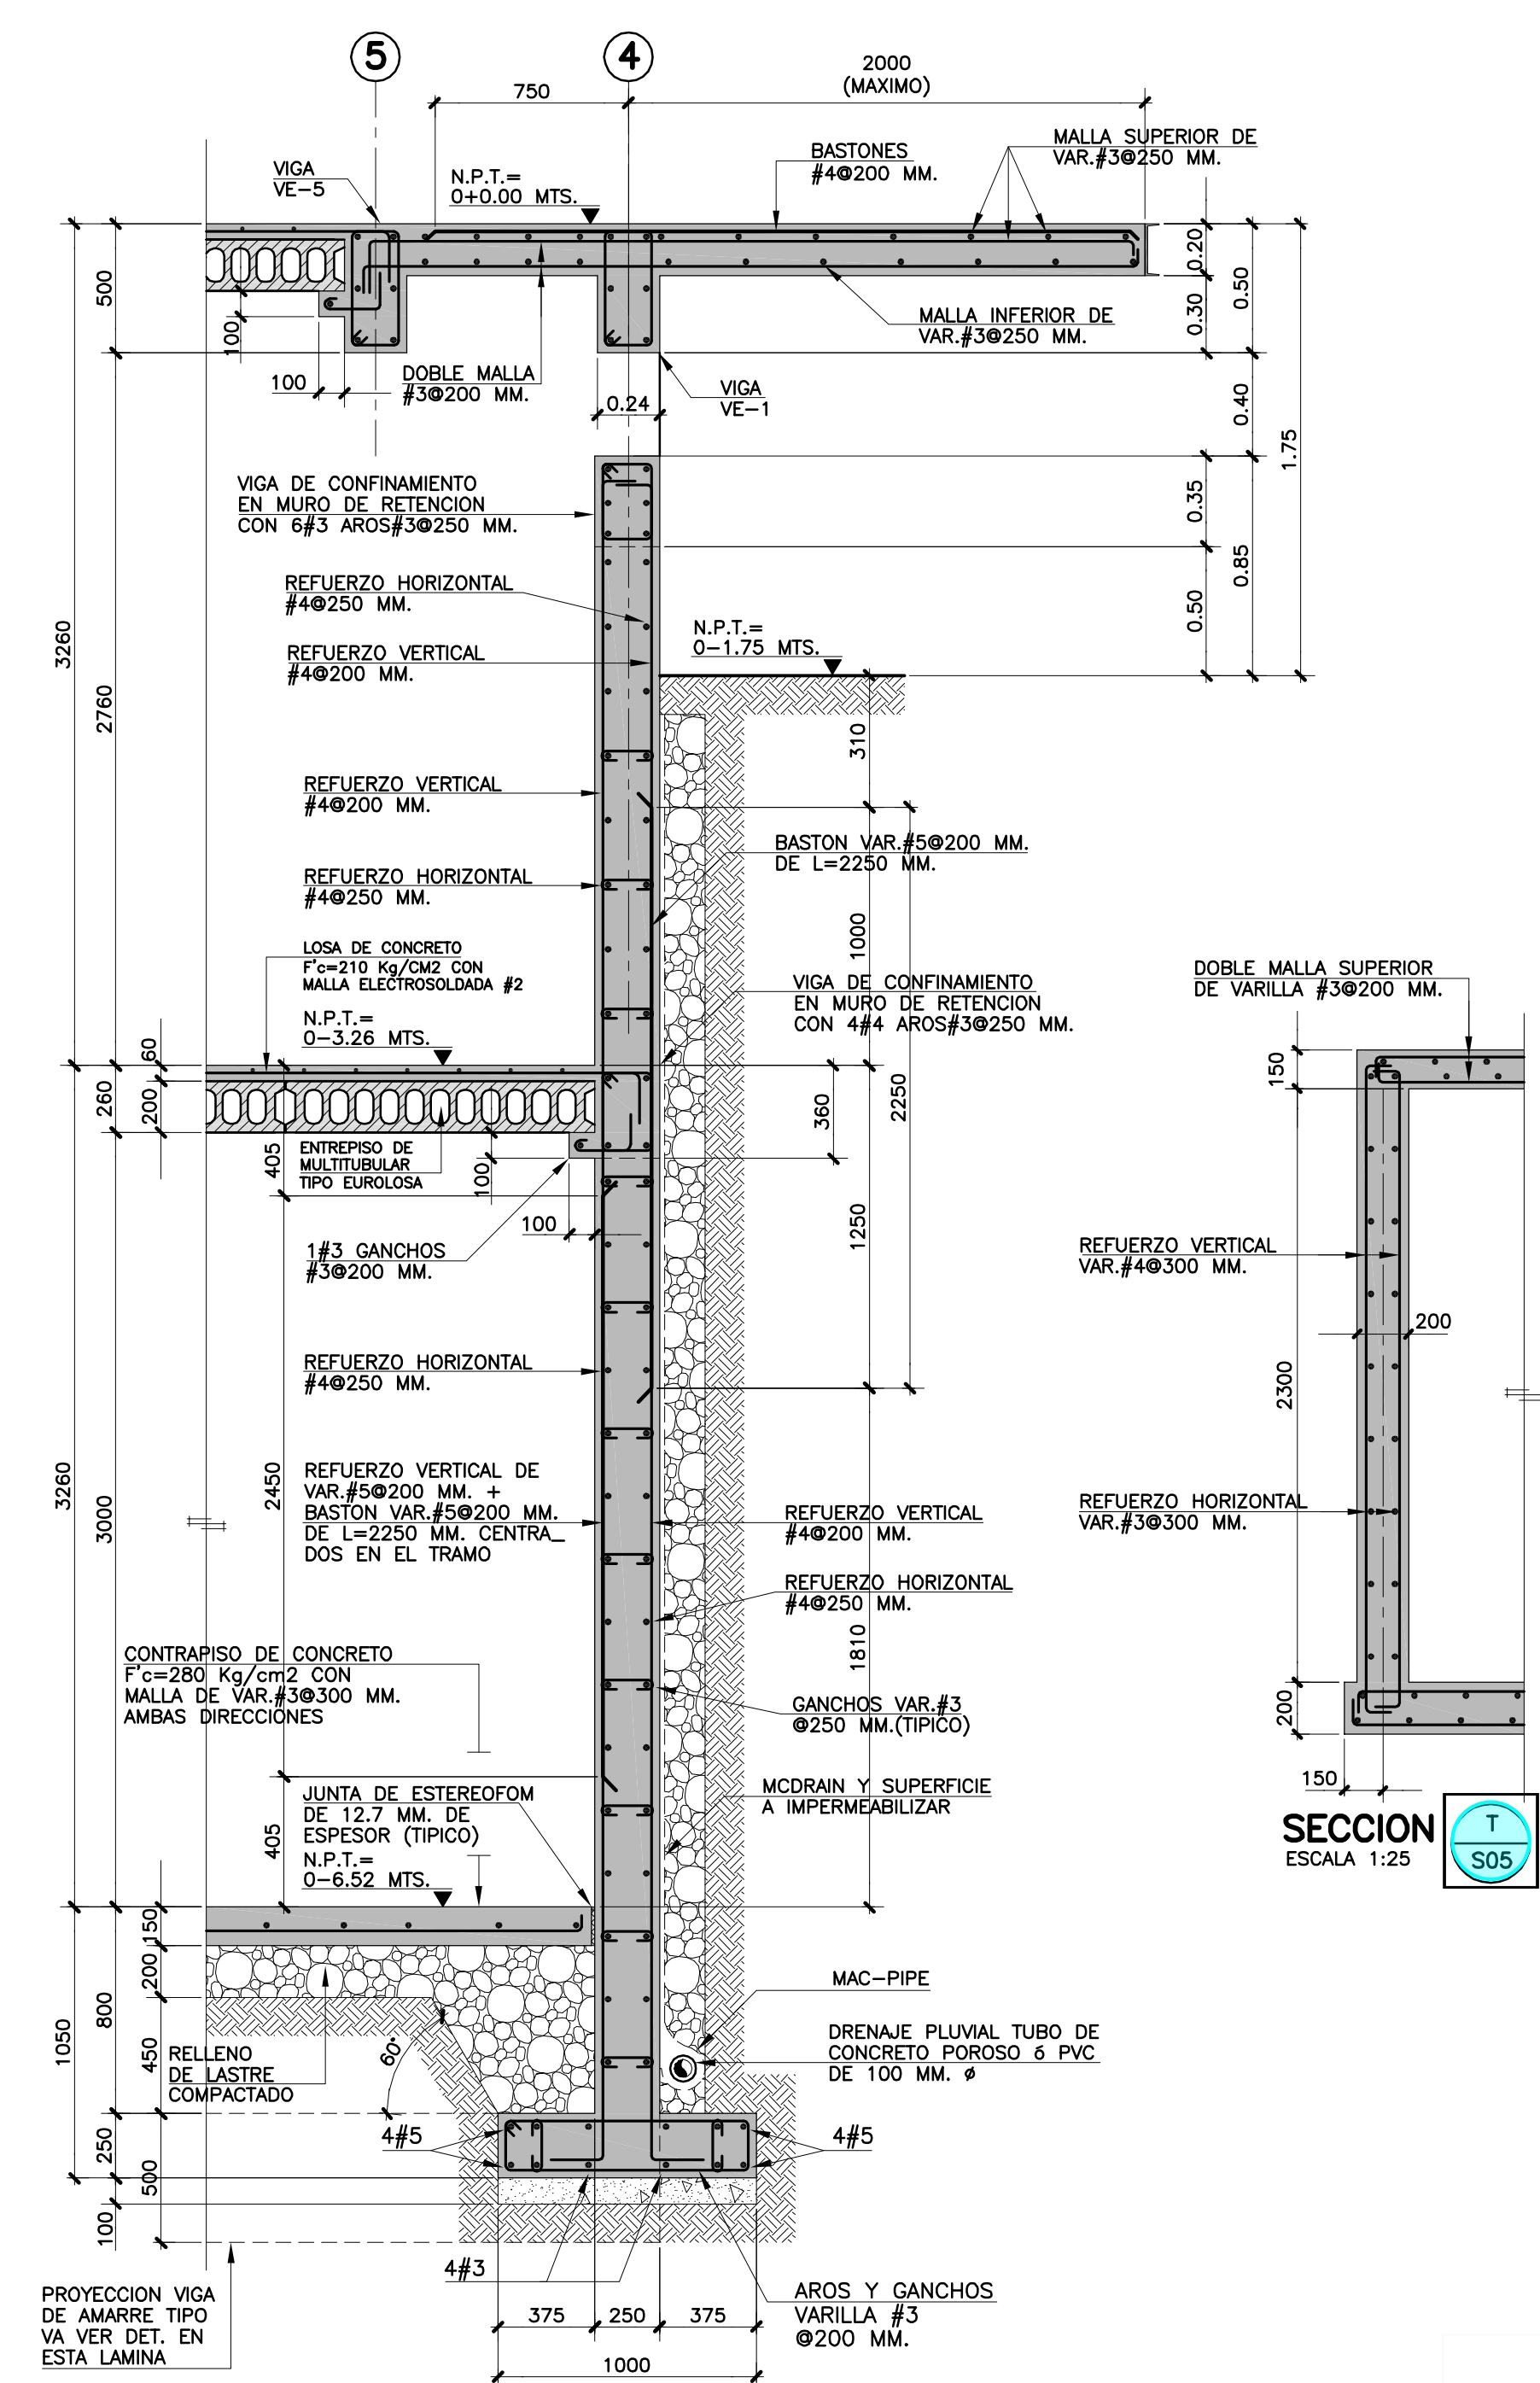 5
4
750
2000
(MAXIMO)
VIGA
VE-5
N.P.T.=
0+0.00 MTS.
BASTONES
#4@200 MM.
MALLA SUPERIOR DE
VAR.#3@250 MM.
500
100
100
DOBLE MALLA
#3@200 MM.
0.24
VIGA
VE-1
MALLA INFERIOR DE
VAR.#3@250 MM.
0.20
0.30
0.50
0.40
1.75
0.35
0.50
0.85
VIGA DE CONFINAMIENTO
EN MURO DE RETENCION
CON 6#3 AROS#3@250 MM.
REFUERZO HORIZONTAL
#4@250 MM.
REFUERZO VERTICAL
#4@200 MM.
N.P.T.=
0-1.75 MTS.
3260
2760
310
REFUERZO VERTICAL
#4@200 MM.
BASTON VAR.#5@200 MM.
DE L=2250 MM.
REFUERZO HORIZONTAL
#4@250 MM.
1000
LOSA DE CONCRETO
F'c=210 Kg/CM2 CON
MALLA ELECTROSOLDADA #2
N.P.T.=
0-3.26 MTS.
VIGA DE CONFINAMIENTO
EN MURO DE RETENCION
CON 4#4 AROS#3@250 MM.
60
260
200
405
360
2250
ENTREPISO DE
MULTITUBULAR
TIPO EUROLOSA
100
100
1250
1#3 GANCHOS
#3@200 MM.
REFUERZO HORIZONTAL
#4@250 MM.
3260
3000
2450
REFUERZO VERTICAL DE
VAR.#5@200 MM. +
BASTON VAR.#5@200 MM.
DE L=2250 MM. CENTRA_
DOS EN EL TRAMO
REFUERZO VERTICAL
#4@200 MM.
REFUERZO HORIZONTAL
#4@250 MM.
1810
CONTRAPISO DE CONCRETO
F'c=280 Kg/cm2 CON
MALLA DE VAR.#3@300 MM.
AMBAS DIRECCIONES
GANCHOS VAR.#3
@250 MM.(TIPICO)
JUNTA DE ESTEREOFOM
DE 12.7 MM. DE
ESPESOR (TIPICO)
N.P.T.=
0-6.52 MTS.
MCDRAIN Y SUPERFICIE
A IMPERMEABILIZAR
405
150
200
800
1050
450
60°
RELLENO
DE LASTRE
COMPACTADO
MAC-PIPE
DRENAJE PLUVIAL TUBO DE
CONCRETO POROSO ó PVC
DE 100 MM. ø
4#5
4#5
250
500
100
4#3
AROS Y GANCHOS
VARILLA #3
@200 MM.
PROYECCION VIGA
DE AMARRE TIPO
VA VER DET. EN
ESTA LAMINA
375
250
375
1000
DOBLE MALLA SUPERIOR
DE VARILLA #3@200 MM.
150
REFUERZO VERTICAL
VAR.#4@300 MM.
200
2300
REFUERZO HORIZONTAL
VAR.#3@300 MM.
200
150
SECCION
ESCALA 1:25
T
S05